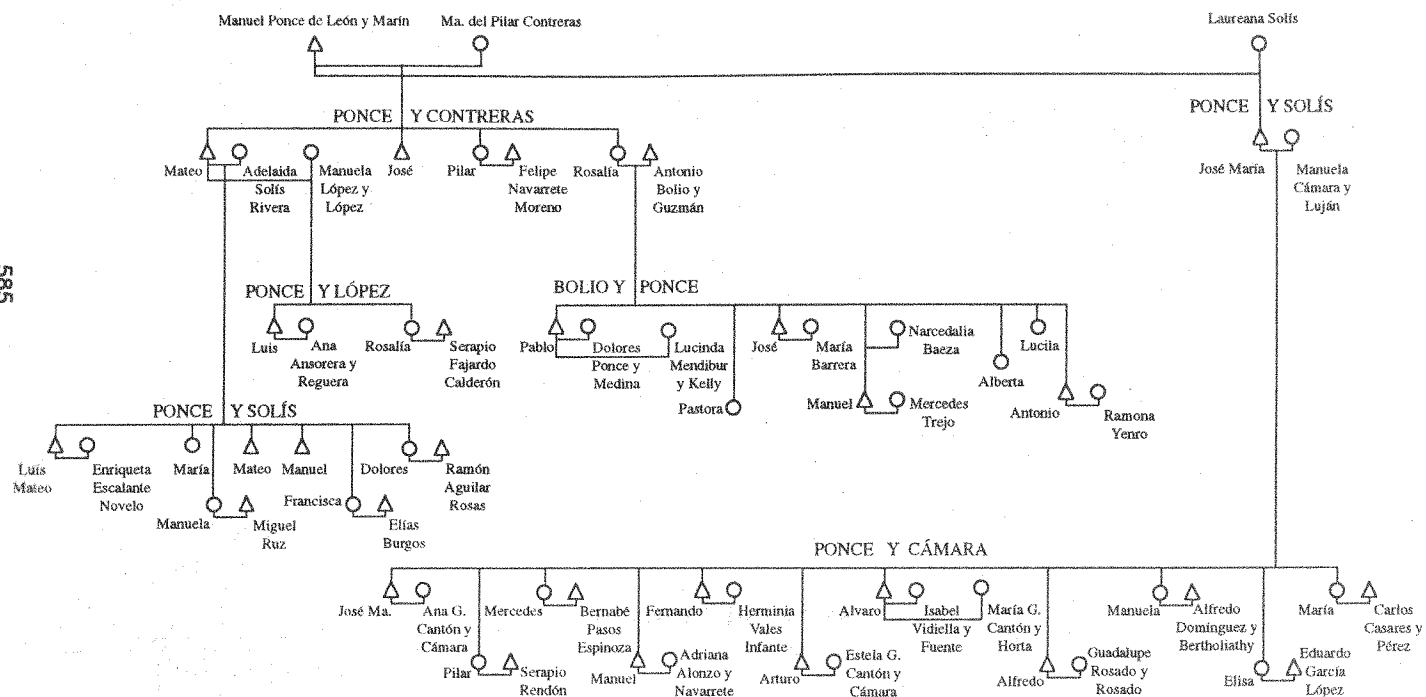 Manuel Ponce de León y Marín
Ma. del Pilar Contreras
Laureana Solís
PONCE Y CONTRERAS
PONCE Y SOLÍS
Mateo
Adelaida
Solís
Rivera
Manuela
López y
López
José
Pilar
Felipe
Navarrete
Moreno
Rosalía
Antonio
Bolio y
Guzmán
José María
Manuela
Cámara y
Luján
585
PONCE Y LÓPEZ
BOLIO Y PONCE
Luis
Ana
Ansorera y
Reguera
Rosalía
Serapio
Fajardo
Calderón
Pablo
Dolores
Ponce y
Medina
Lucinda
Mendibur
y Kelly
Pastora
José
María
Barrera
Narcedalia
Baeza
Manuel
Mercedes
Trejo
Alberta
Lucila
Antonio
Ramona
Yenro
PONCE Y SOLÍS
Luis
Mateo
Enriqueta
Escalante
Novelo
María
Manuela
Miguel
Ruz
Mateo
Manuel
Francisca
Elías
Burgos
Dolores
Ramón
Aguilar
Rosas
PONCE Y CÁMARA
José Ma.
Ana G.
Cantón y
Cámara
Pilar
Serapio
Rendón
Mercedes
Bernabé
Pasos
Espinoza
Manuel
Adriana
Alonzo y
Navarrete
Fernando
Herminia
Vales
Infante
Arturo
Estela G.
Cantón y
Cámara
Alvaro
Isabel
Vidiella y
Fuente
María G.
Cantón y
Horta
Alfredo
Guadalupe
Rosado y
Rosado
Manuela
Alfredo
Domínguez y
Bertholiathy
Elisa
Eduardo
García
López
María
Carlos
Casares y
Pérez